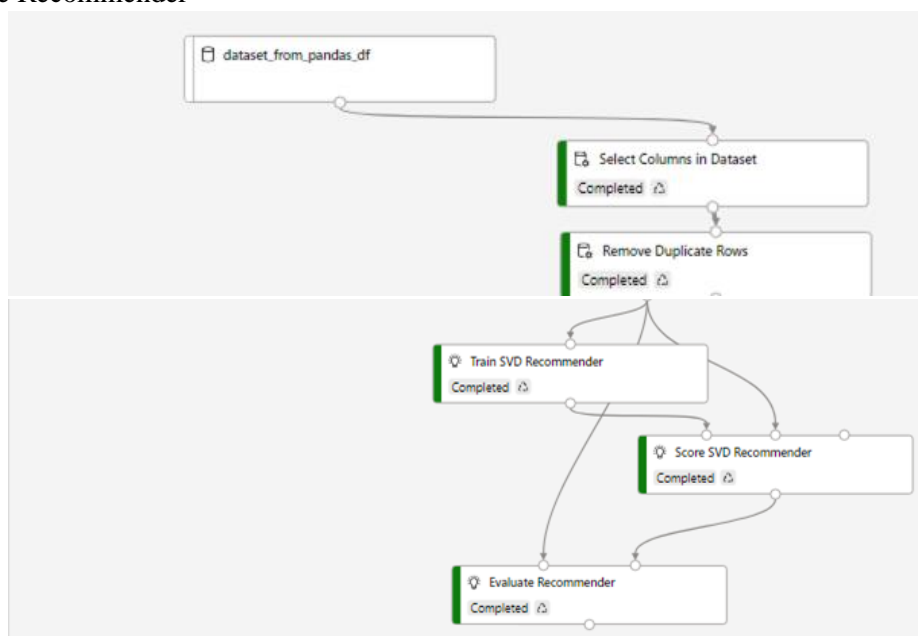 Recommender
dataset_from_pandas_df
Select Columns in Dataset
Completed
Remove Duplicate Rows
Completed
Train SVD Recommender
Completed
Score SVD Recommender
Completed
Evaluate Recommender
Completed